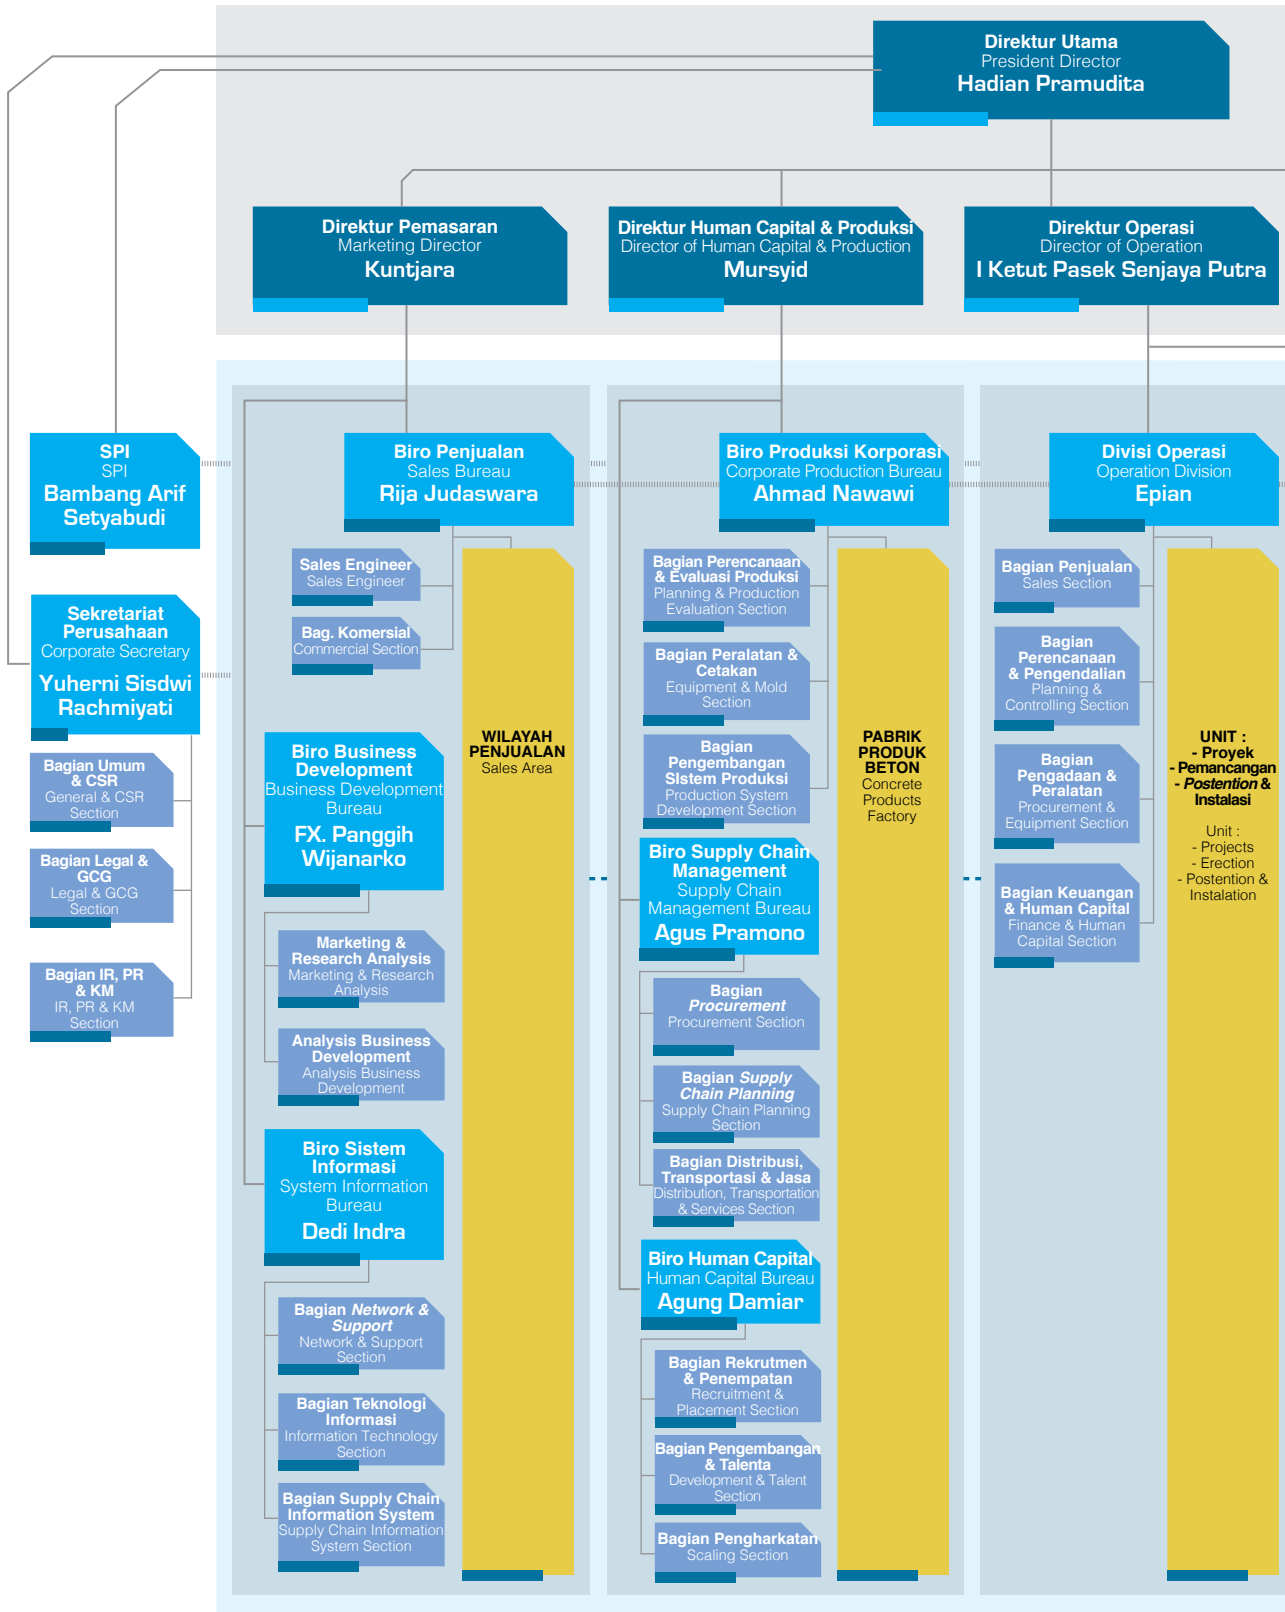 Direktur Utama
President Director
Hadian Pramudita
Direktur Pemasaran
Marketing Director
Kuntjara
Direktur Human Capital & Produksi
Director of Human Capital & Production
Mursyid
Direktur Operasi
Director of Operation
I Ketut Pasek Senjaya Putra
SPI
SPI
Bambang Arif
Setyabudi
Sekretariat
Perusahaan
Corporate Secretary
Yuherni Sisdwi
Rachmiyati
Bagian Umum
& CSR
General & CSR
Section
Bagian Legal &
GCG
Legal & GCG
Section
Bagian IR, PR
& KM
IR, PR & KM
Section
Biro Penjualan
Sales Bureau
Rija Judaswara
Sales Engineer
Sales Engineer
Bag. Komersial
Commercial Section
Biro Business
Development
Business Development
Bureau
FX. Panggih
Wijanarko
Marketing &
Research Analysis
Marketing & Research
Analysis
Analysis Business
Development
Analysis Business
Development
Biro Sistem
Informasi
System Information
Bureau
Dedi Indra
Bagian Network &
Support
Network & Support
Section
Bagian Teknologi
Informasi
Information Technology
Section
Bagian Supply Chain
Information System
Supply Chain Information
System Section
WILAYAH
PENJUALAN
Sales Area
Biro Produksi Korporasi
Corporate Production Bureau
Ahmad Nawawi
Bagian Perencanaan
& Evaluasi Produksi
Planning & Production
Evaluation Section
Bagian Peralatan &
Cetakan
Equipment & Mold
Section
Bagian
Pengembangan
SIstem Produksi
Production System
Development Section
Biro Supply Chain
Management
Supply Chain
Management Bureau
Agus Pramono
Bagian
Procurement
Procurement Section
Bagian Supply
Chain Planning
Supply Chain Planning
Section
Bagian Distribusi,
Transportasi & Jasa
Distribution, Transportation
& Services Section
Biro Human Capital
Human Capital Bureau
Agung Damiar
Bagian Rekrutmen
& Penempatan
Recruitment &
Placement Section
Bagian Pengembangan
& Talenta
Development & Talent
Section
Bagian Pengharkatan
Scaling Section
PABRIK
PRODUK
BETON
Concrete
Products
Factory
Divisi Operasi
Operation Division
Epian
Bagian Penjualan
Sales Section
Bagian
Perencanaan
& Pengendalian
Planning &
Controlling Section
Bagian
Pengadaan &
Peralatan
Procurement &
Equipment Section
Bagian Keuangan
& Human Capital
Finance & Human
Capital Section
UNIT :
- Proyek
- Pemancangan
- Postention &
Instalasi
Unit :
- Projects
- Erection
- Postention &
Instalation